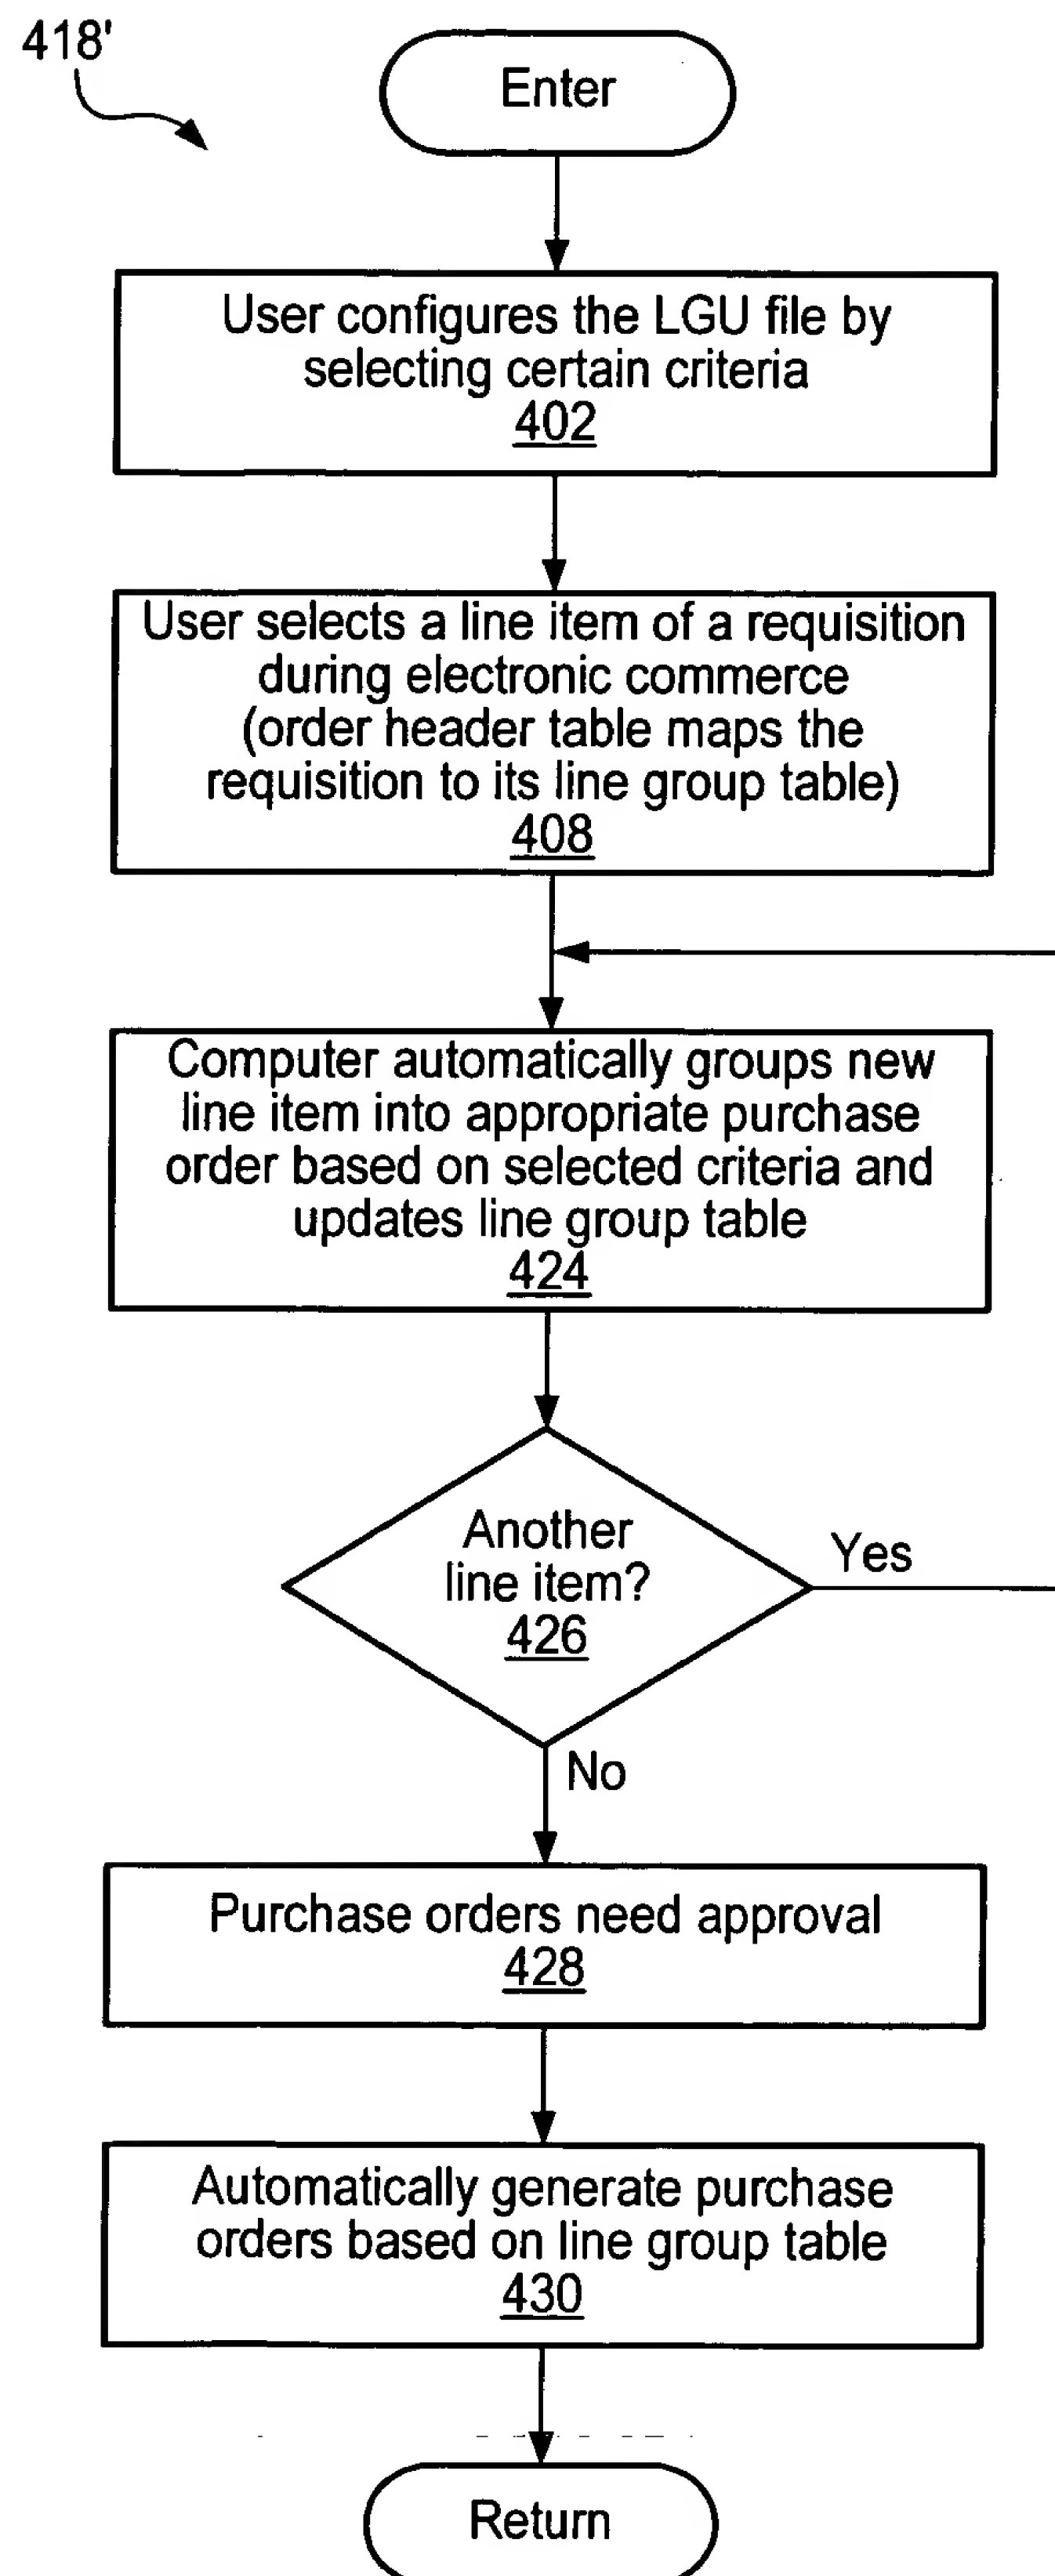 418'
Enter
User configures the LGU file by
selecting certain criteria
402
User selects a line item of a requisition
during electronic commerce
(order header table maps the
requisition to its line group table)
408
Computer automatically groups new
line item into appropriate purchase
order based on selected criteria and
updates line group table
424
Another
line item?
426
Yes
No
Purchase orders need approval
428
Automatically generate purchase
orders based on line group table
430
Return